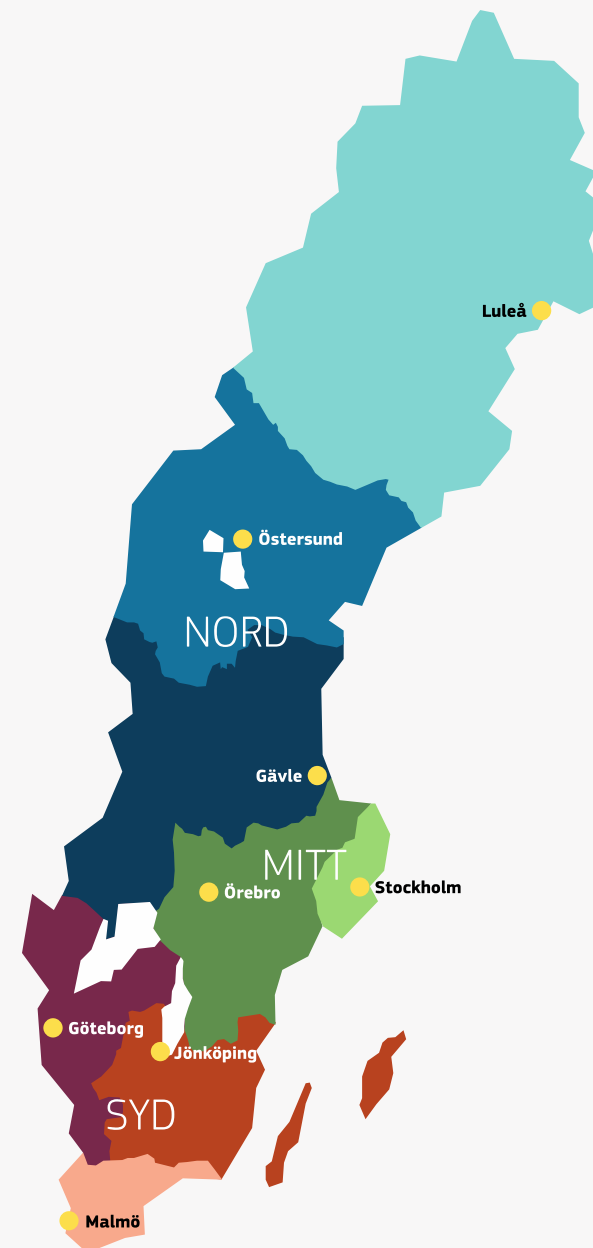 Luleå
Östersund
NORD
Gävle
MITT
Stockholm
Örebro
Göteborg
Jönköping
SYD
Malmö